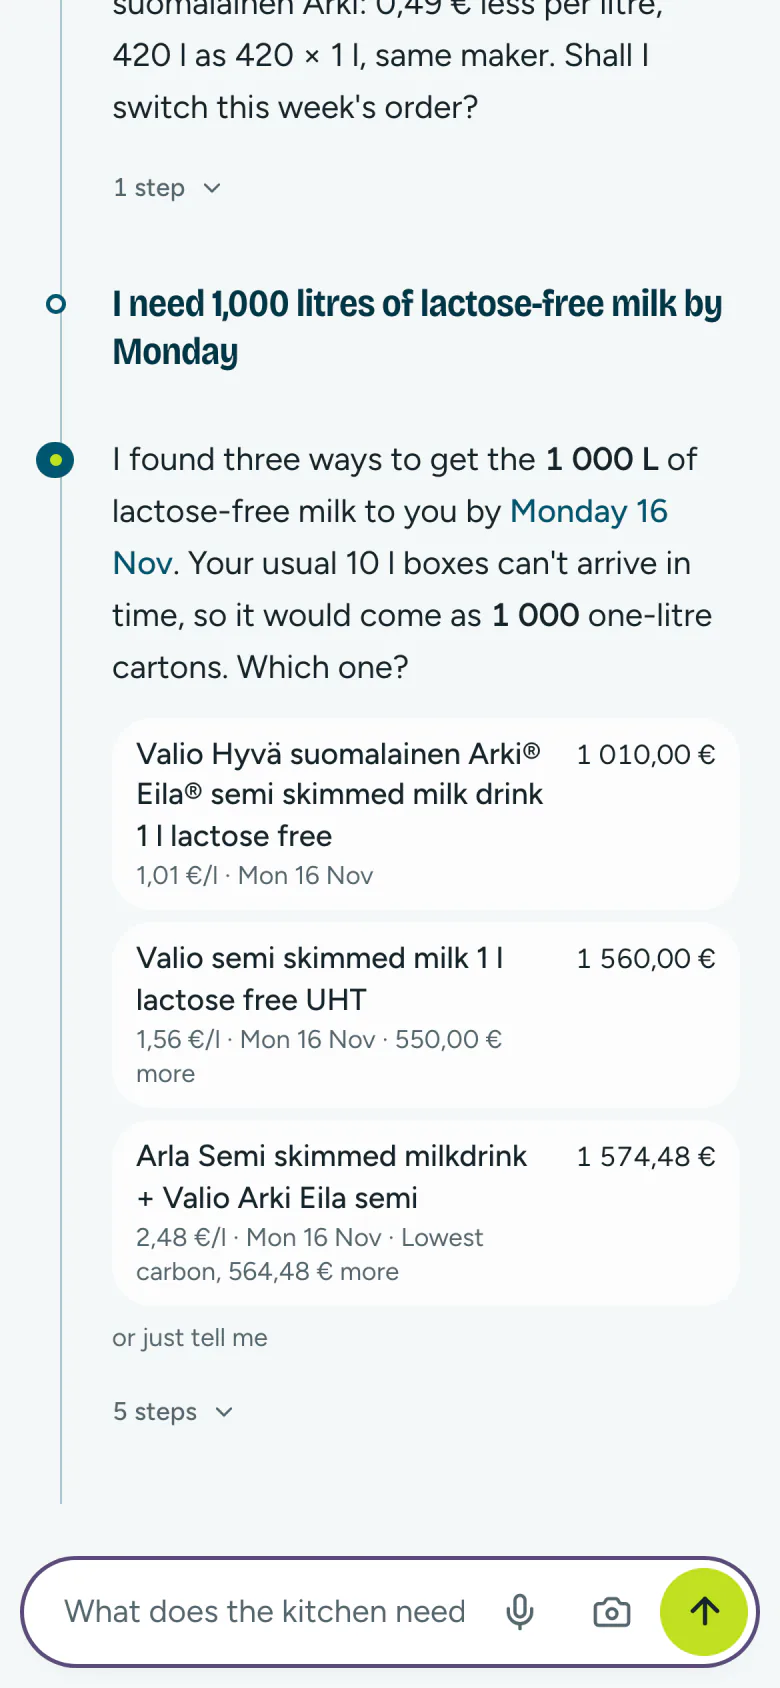 suomalainen Arki: 0,49 € less per litre,
420 l as 420 × 1 l, same maker. Shall I
switch this week's order?
1 step
I need 1,000 litres of lactose-free milk by
Monday
I found three ways to get the 1 000 L of
lactose-free milk to you by Monday 16
Nov. Your usual 10 l boxes can't arrive in
time, so it would come as 1 000 one-litre
cartons. Which one?
Valio Hyvä suomalainen Arki® 1 010,00 €
Eila® semi skimmed milk drink
1 l lactose free
1,01 €/l · Mon 16 Nov
Valio semi skimmed milk 1 l 1 560,00 €
lactose free UHT
1,56 €/l · Mon 16 Nov · 550,00 €
more
Arla Semi skimmed milkdrink 1 574,48 €
+ Valio Arki Eila semi
2,48 €/l · Mon 16 Nov · Lowest
carbon, 564,48 € more
or just tell me
5 steps
What does the kitchen need